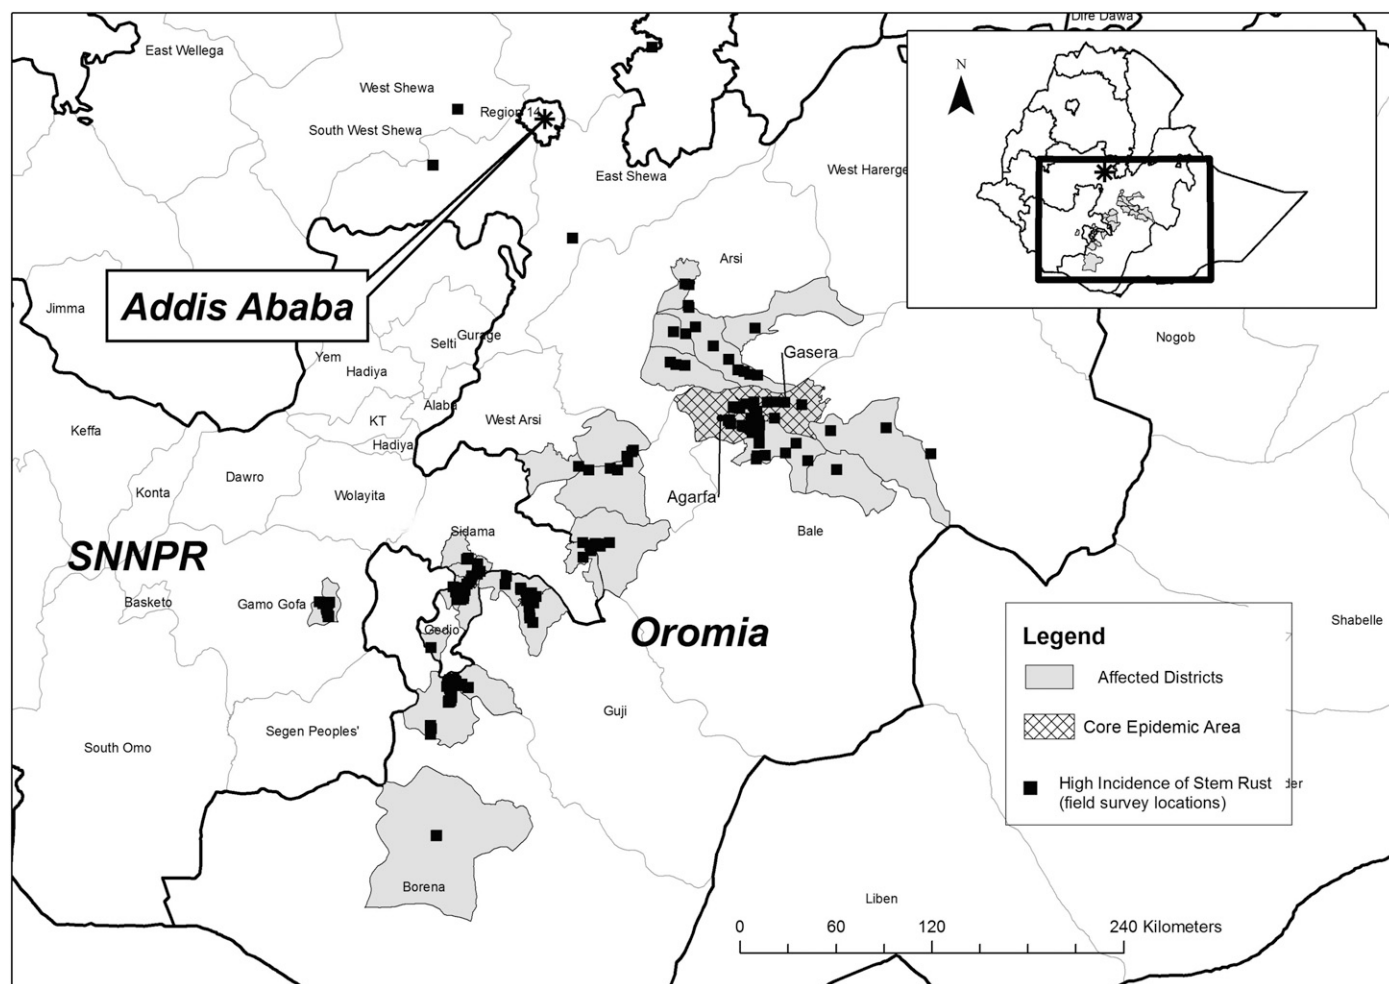 Dire Dawa
East Wellega
N
West Shewa
Region 14
South West Shewa
West Harerge
East Shewa
Arsi
Addis Ababa
Jimma
Nogob
Gurage
Selti
Gasera
Yem
Hadiya
Alaba
West Arsi
KT
Keffa
Hadiya
Dawro
Konta
Wolayita
Agarfa
Sidama
Bale
SNNPR
Basketo
Gamo Gofa
Shabelle
Gedio
Oromia
Legend
Affected Districts
Guji
Core Epidemic Area
Segen Peoples'
South Omo
High Incidence of Stem Rust
(field survey locations)
der
Borena
Liben
0 60 120 240 Kilometers